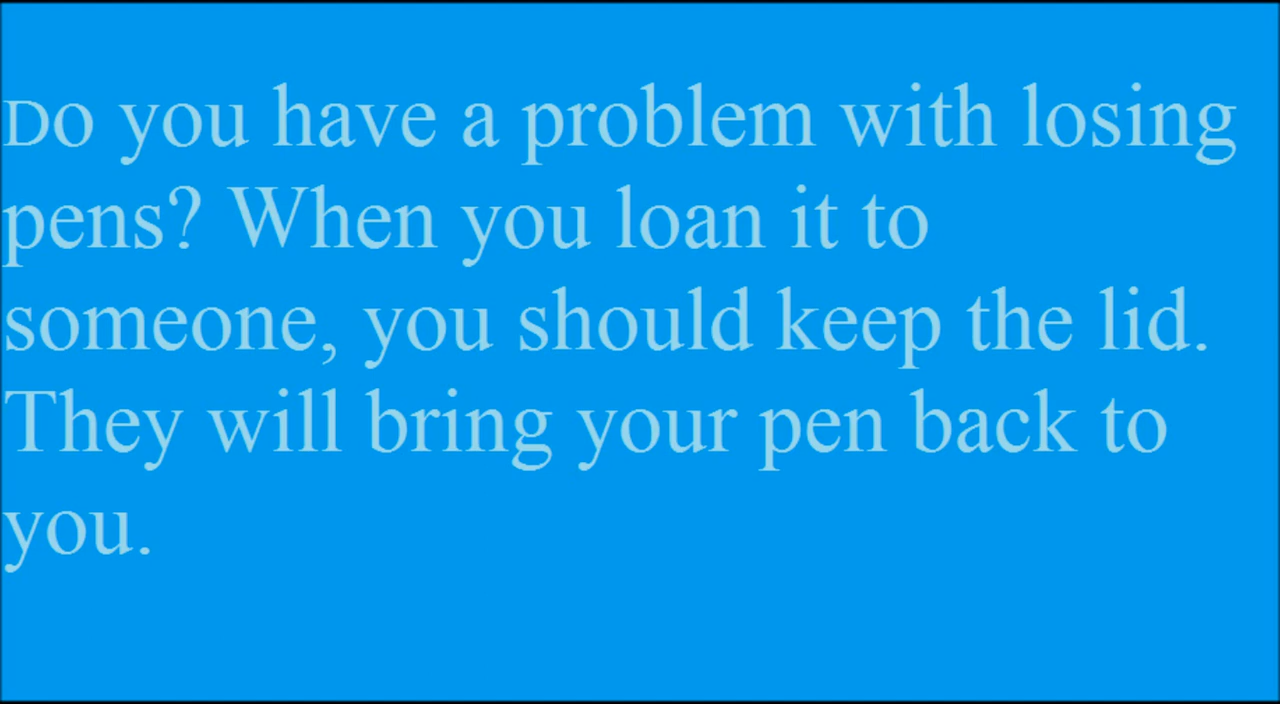 Do you have a problem with losing
pens? When you loan it to
someone, you should keep the lid.
They will bring your pen back to
you.